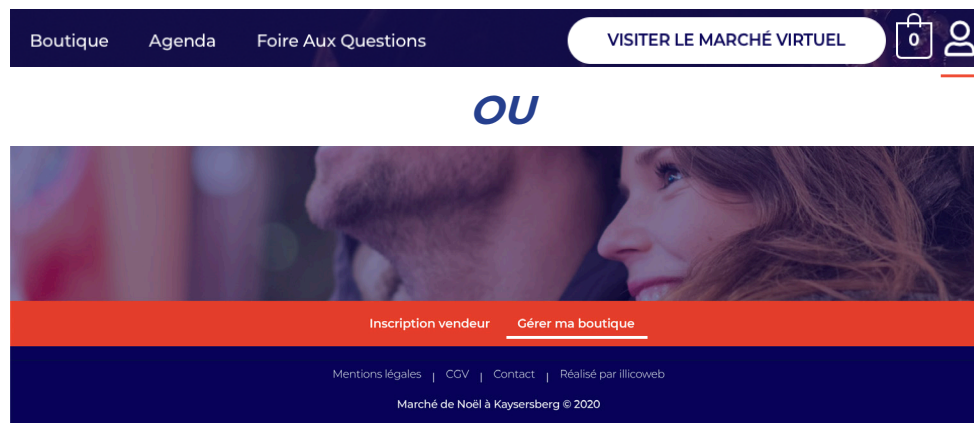 Boutique Agenda Foire Aux Questions VISITER LE MARCHÉ VIRTUEL 0
OU
Inscription vendeur Gérer ma boutique
Mentions légales | CGV | Contact | Réalisé par illicoweb
Marché de Noël à Kaysersberg © 2020